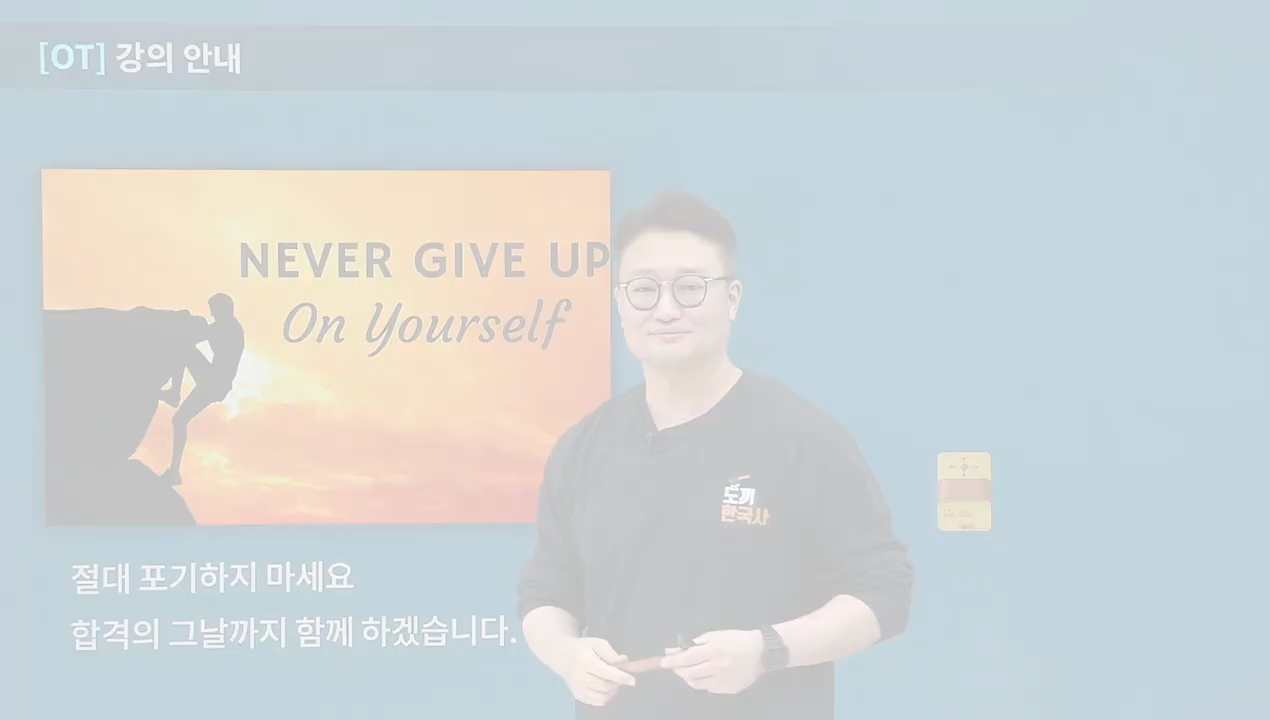 [OT] 강의 안내
NEVER GIVE UP
On Yourself
도끼
한국사
절대 포기하지 마세요
합격의 그날까지 함께 하겠습니다.